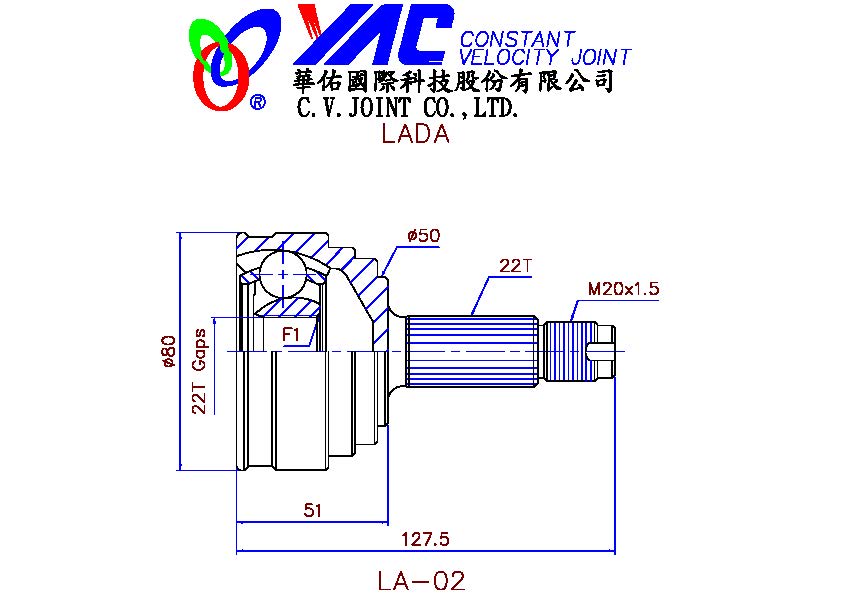 YAC CONSTANT
VELOCITY JOINT
華佑國際科技股份有限公司
®
C.V.JOINT CO.,LTD.
LADA
ø50
22T
M20x1.5
F1
ø80
22T Gaps
51
127.5
LA-02